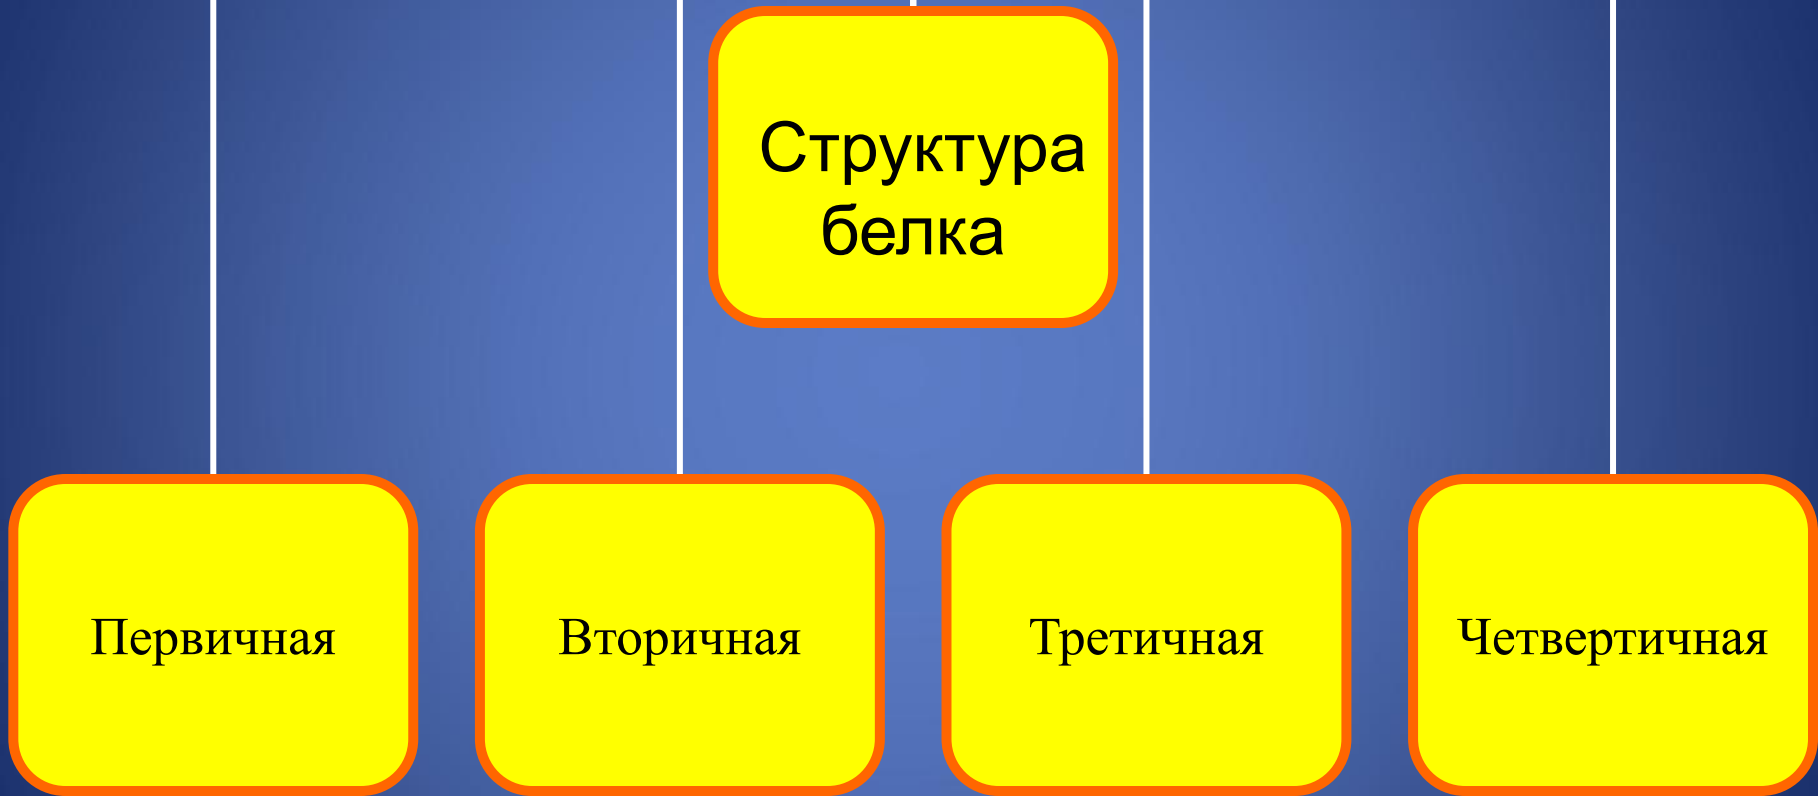 Структура
белка
Первичная
Вторичная
Третичная
Четвертичная